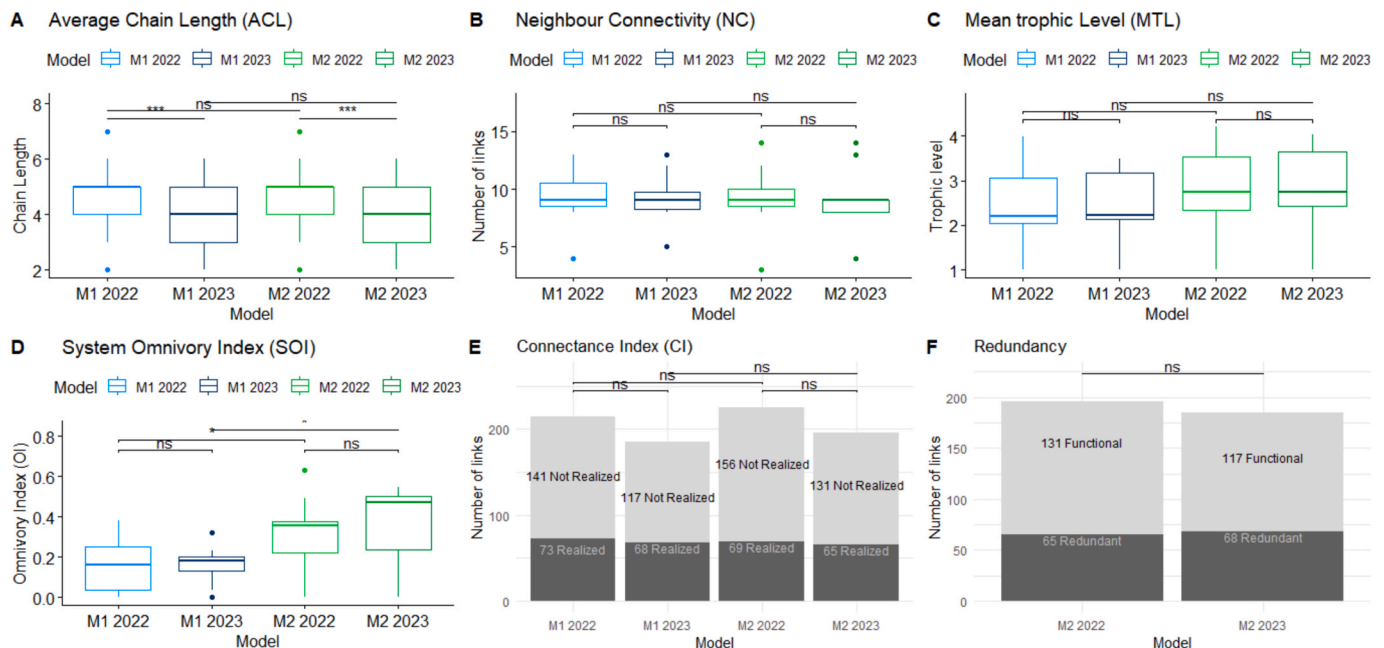 A Average Chain Length (ACL)
Model M1 2022 M1 2023 M2 2022 M2 2023
Chain Length
8
6
4
2
ns
ns
*** ***
M1 2022 M1 2023 M2 2022 M2 2023
Model
B Neighbour Connectivity (NC)
Model M1 2022 M1 2023 M2 2022 M2 2023
Number of links
15
10
5
ns
ns
ns ns
M1 2022 M1 2023 M2 2022 M2 2023
Model
C Mean trophic Level (MTL)
Model M1 2022 M1 2023 M2 2022 M2 2023
Trophic level
4
3
2
1
ns
ns
ns ns
M1 2022 M1 2023 M2 2022 M2 2023
Model
D System Omnivory Index (SOI)
Model M1 2022 M1 2023 M2 2022 M2 2023
Omnivory Index (OI)
0.8
0.6
0.4
0.2
0.0
*
ns ns
M1 2022 M1 2023 M2 2022 M2 2023
Model
E Connectance Index (CI)
Number of links
200
100
0
ns
ns
ns ns
141 Not Realized 117 Not Realized 156 Not Realized 131 Not Realized
73 Realized 68 Realized 69 Realized 65 Realized
M1 2022 M1 2023 M2 2022 M2 2023
Model
F Redundancy
Number of links
200
150
100
50
0
ns
131 Functional 117 Functional
65 Redundant 68 Redundant
M2 2022 M2 2023
Model